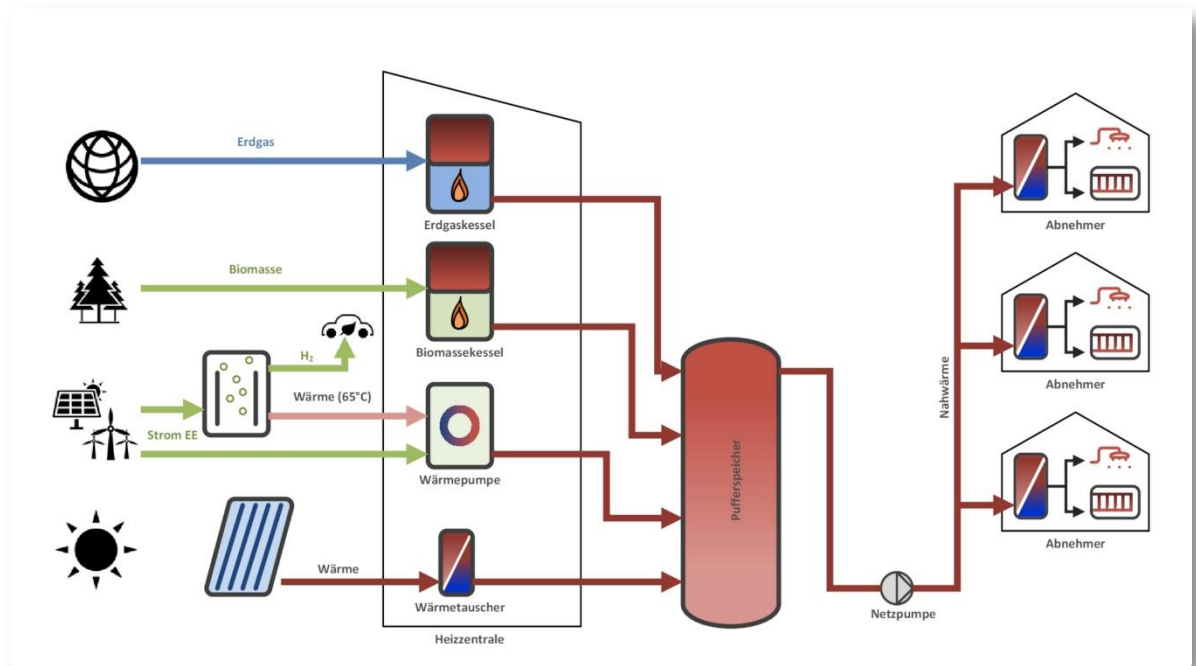 Erdgas
Erdgaskessel
Biomasse
Biomassekessel
H₂
Wärme (65°C)
Strom EE
Wärmepumpe
Wärme
Wärmetauscher
Heizzentrale
Pufferspeicher
Netzpumpe
Nahwärme
Abnehmer
Abnehmer
Abnehmer